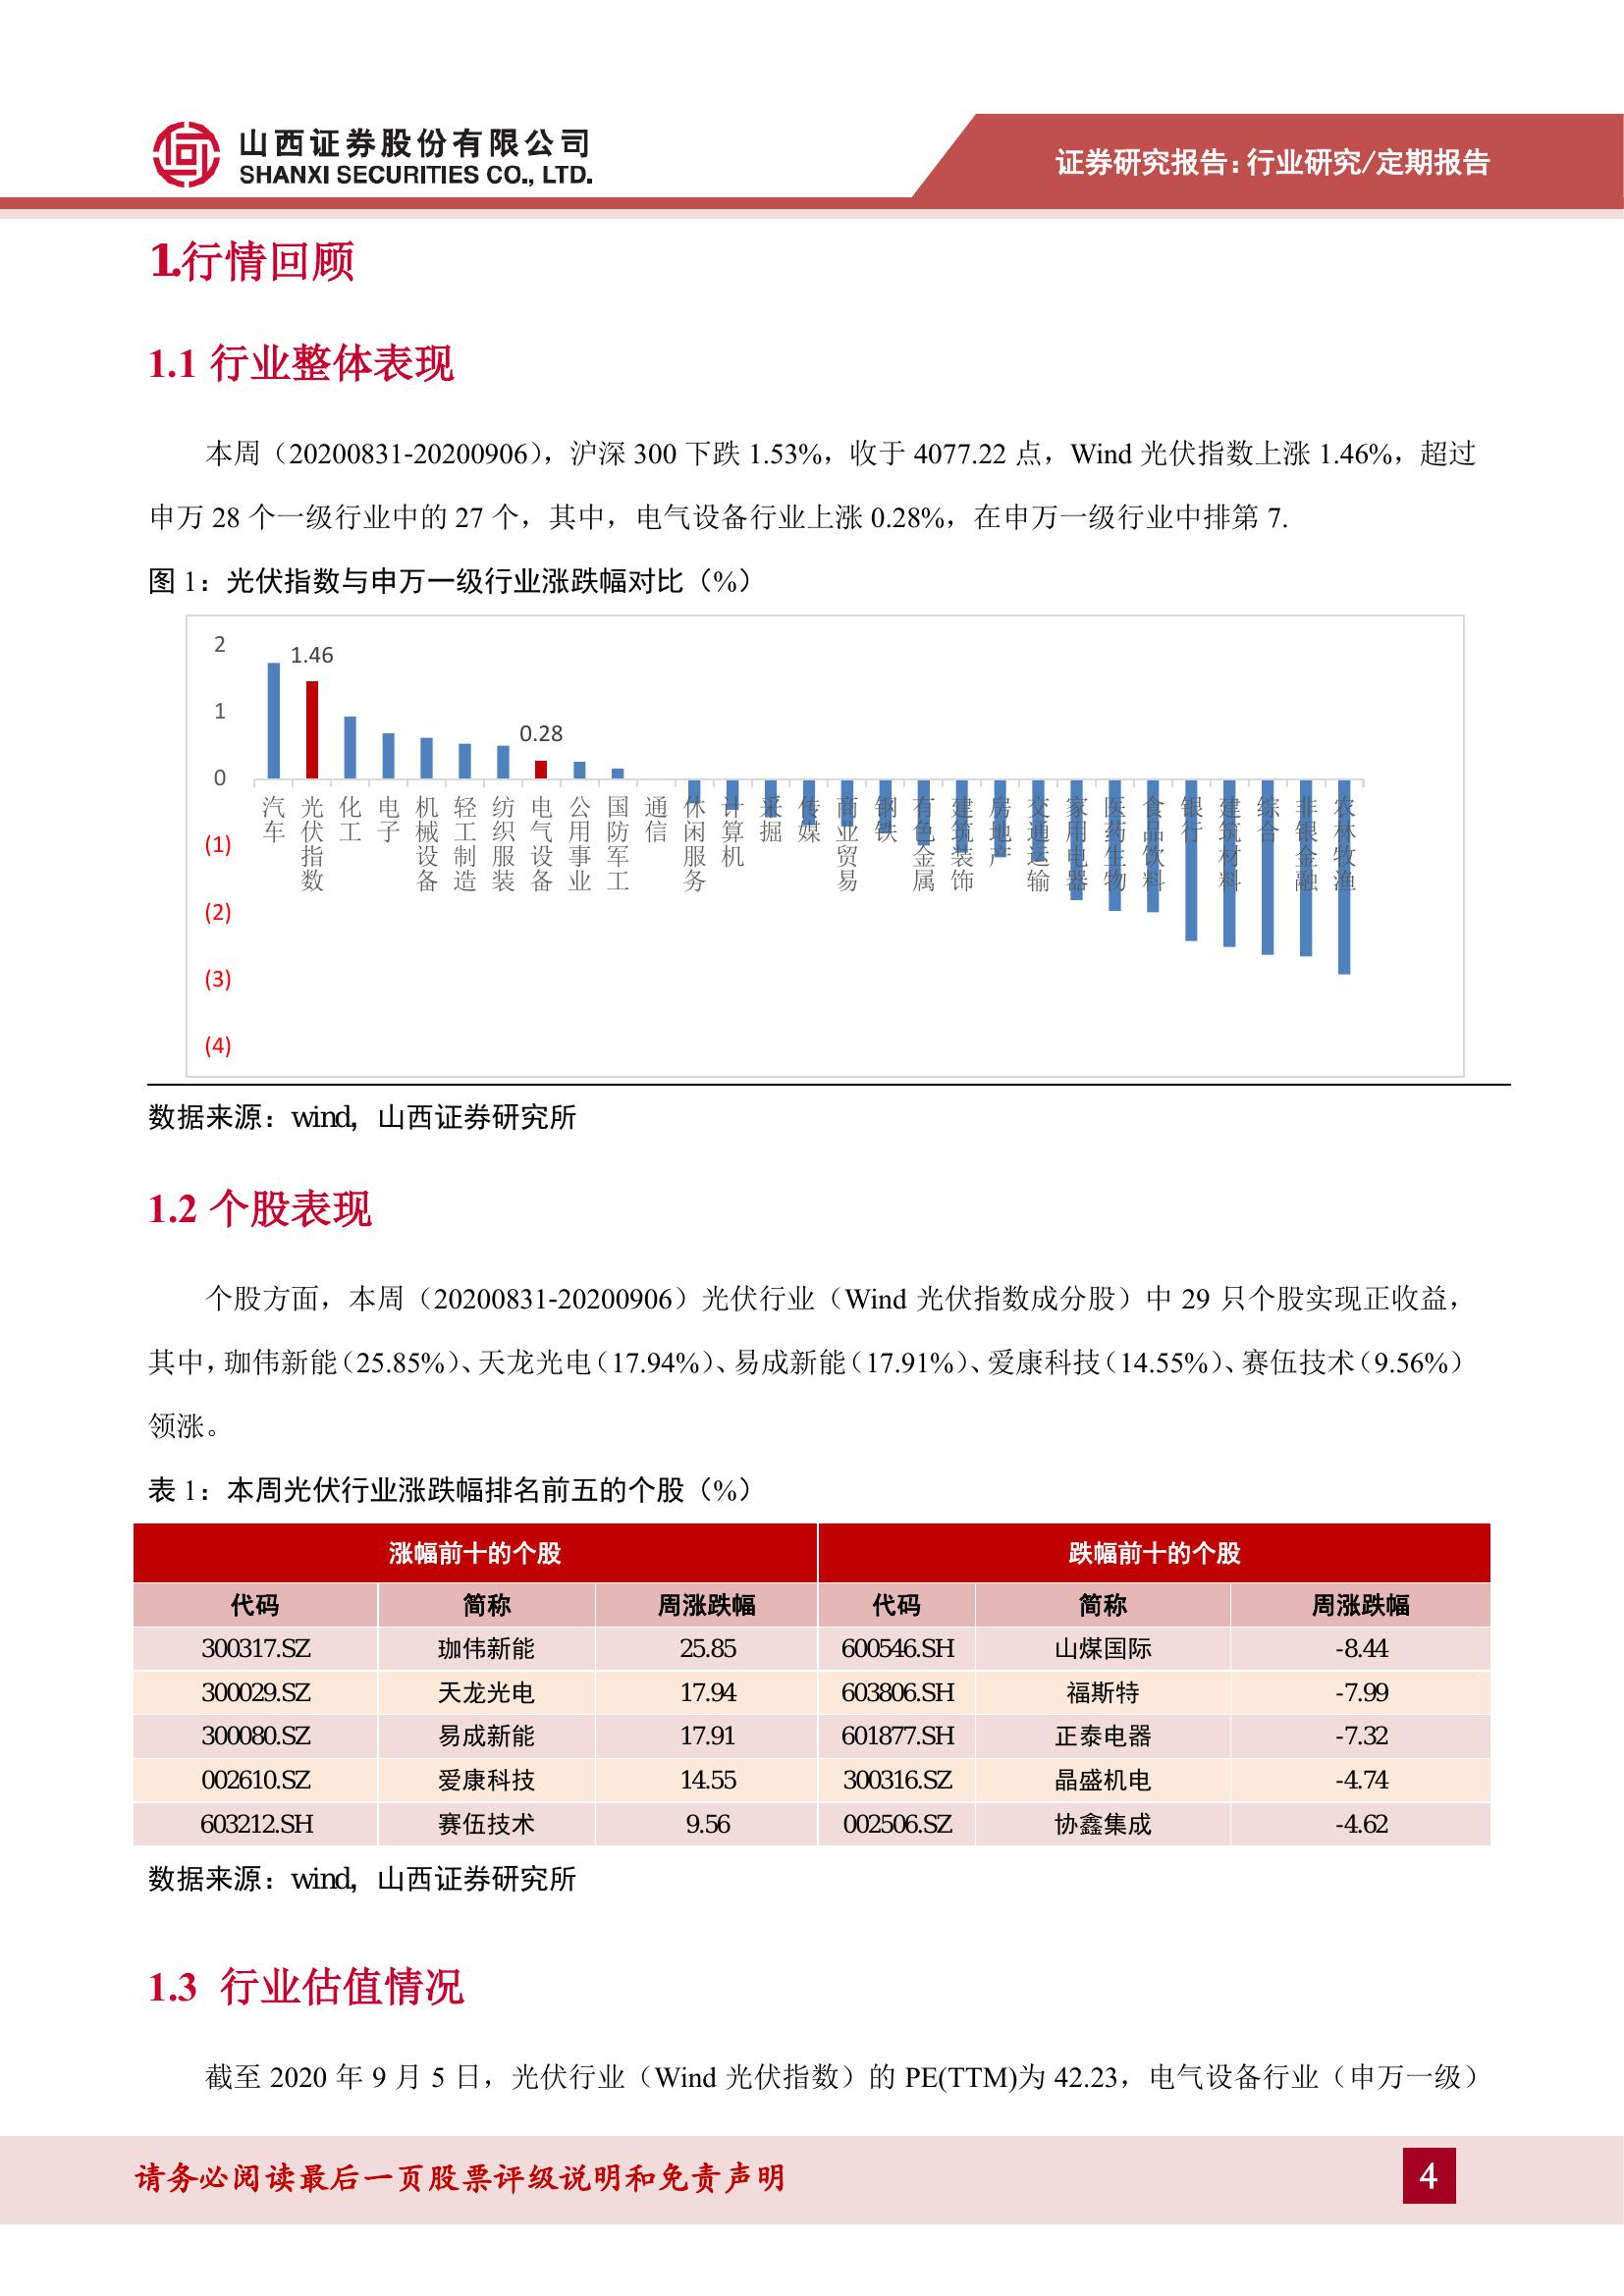 山西证券股份有限公司
SHANXI SECURITIES CO., LTD.
证券研究报告:行业研究/定期报告
1.行情回顾
1.1 行业整体表现
本周（20200831-20200906），沪深 300 下跌 1.53%，收于 4077.22 点，Wind 光伏指数上涨 1.46%，超过
申万 28 个一级行业中的 27 个，其中，电气设备行业上涨 0.28%，在申万一级行业中排第 7.
图 1：光伏指数与申万一级行业涨跌幅对比（%）
2
1
0
(1)
(2)
(3)
(4)
1.46
0.28
汽车
光伏指数
化工
电子
机械设备
轻工制造
纺织服装
电气设备
公用事业
国防军工
通信
休闲服务
计算机
采掘
传媒
商业贸易
钢铁
有色金属
建筑装饰
房地产
交通运输
家用电器
医药生物
食品饮料
银行
建筑材料
综合
非银金融
农林牧渔
数据来源：wind，山西证券研究所
1.2 个股表现
个股方面，本周（20200831-20200906）光伏行业（Wind 光伏指数成分股）中 29 只个股实现正收益，
其中，珈伟新能（25.85%）、天龙光电（17.94%）、易成新能（17.91%）、爱康科技（14.55%）、赛伍技术（9.56%）
领涨。
表 1：本周光伏行业涨跌幅排名前五的个股（%）
涨幅前十的个股 跌幅前十的个股
代码 简称 周涨跌幅 代码 简称 周涨跌幅
300317.SZ 珈伟新能 25.85 600546.SH 山煤国际 -8.44
300029.SZ 天龙光电 17.94 603806.SH 福斯特 -7.99
300080.SZ 易成新能 17.91 601877.SH 正泰电器 -7.32
002610.SZ 爱康科技 14.55 300316.SZ 晶盛机电 -4.74
603212.SH 赛伍技术 9.56 002506.SZ 协鑫集成 -4.62
数据来源：wind，山西证券研究所
1.3 行业估值情况
截至 2020 年 9 月 5 日，光伏行业（Wind 光伏指数）的 PE(TTM)为 42.23，电气设备行业（申万一级）
请务必阅读最后一页股票评级说明和免责声明
4